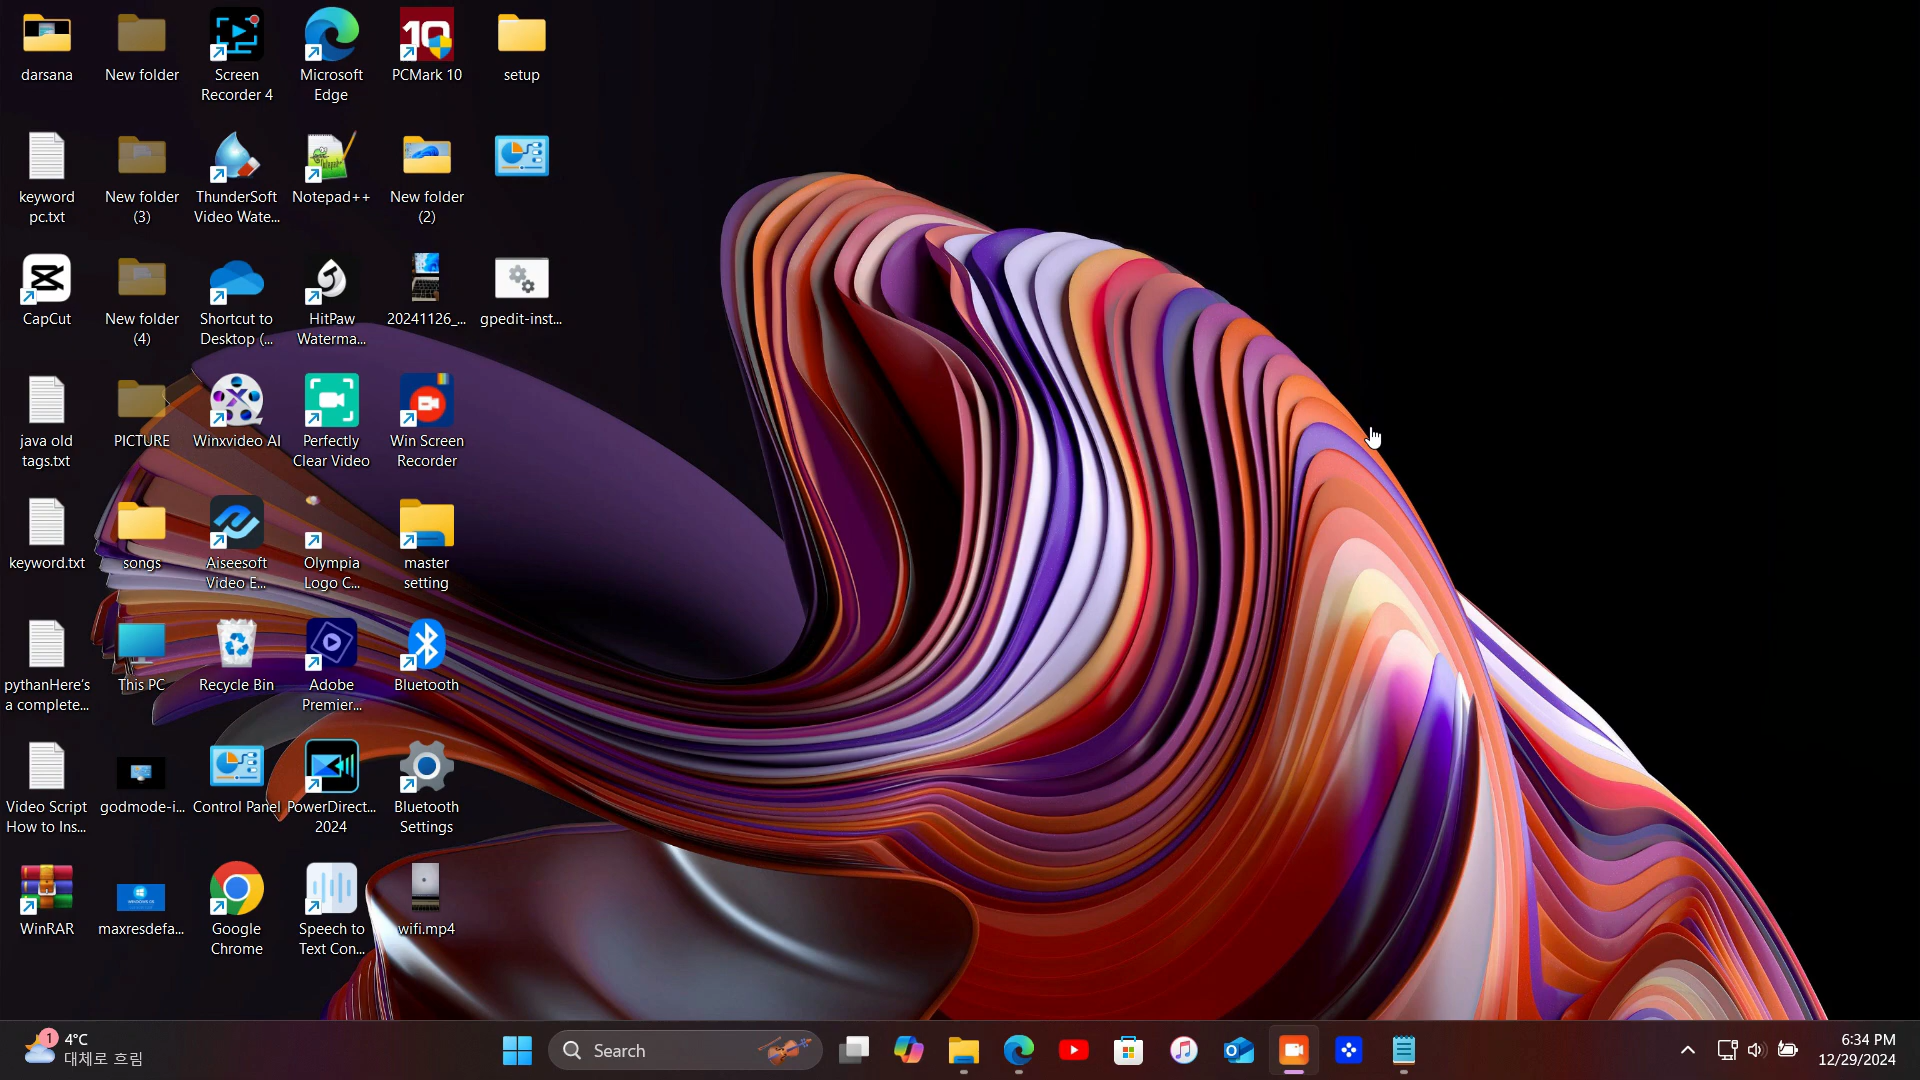 darsana
New folder
Screen
Recorder 4
Microsoft
Edge
PCMark 10
setup
keyword
pc.txt
New folder
(3)
ThunderSoft
Video Wate...
Notepad++
New folder
(2)
CapCut
New folder
(4)
Shortcut to
Desktop (...
HitPaw
Waterma...
20241126_...
gpedit-inst...
java old
tags.txt
PICTURE
Winxvideo AI
Perfectly
Clear Video
Win Screen
Recorder
keyword.txt
songs
Aiseesoft
Video E...
Olympia
Logo C...
master
setting
pythanHere's
a complete...
This PC
Recycle Bin
Adobe
Premier...
Bluetooth
Video Script
How to Ins...
godmode-i...
Control Panel
PowerDirect...
2024
Bluetooth
Settings
WinRAR
maxresdefa...
Google
Chrome
Speech to
Text Con...
wifi.mp4
1
4°C
대체로 흐림
Search
6:34 PM
12/29/2024